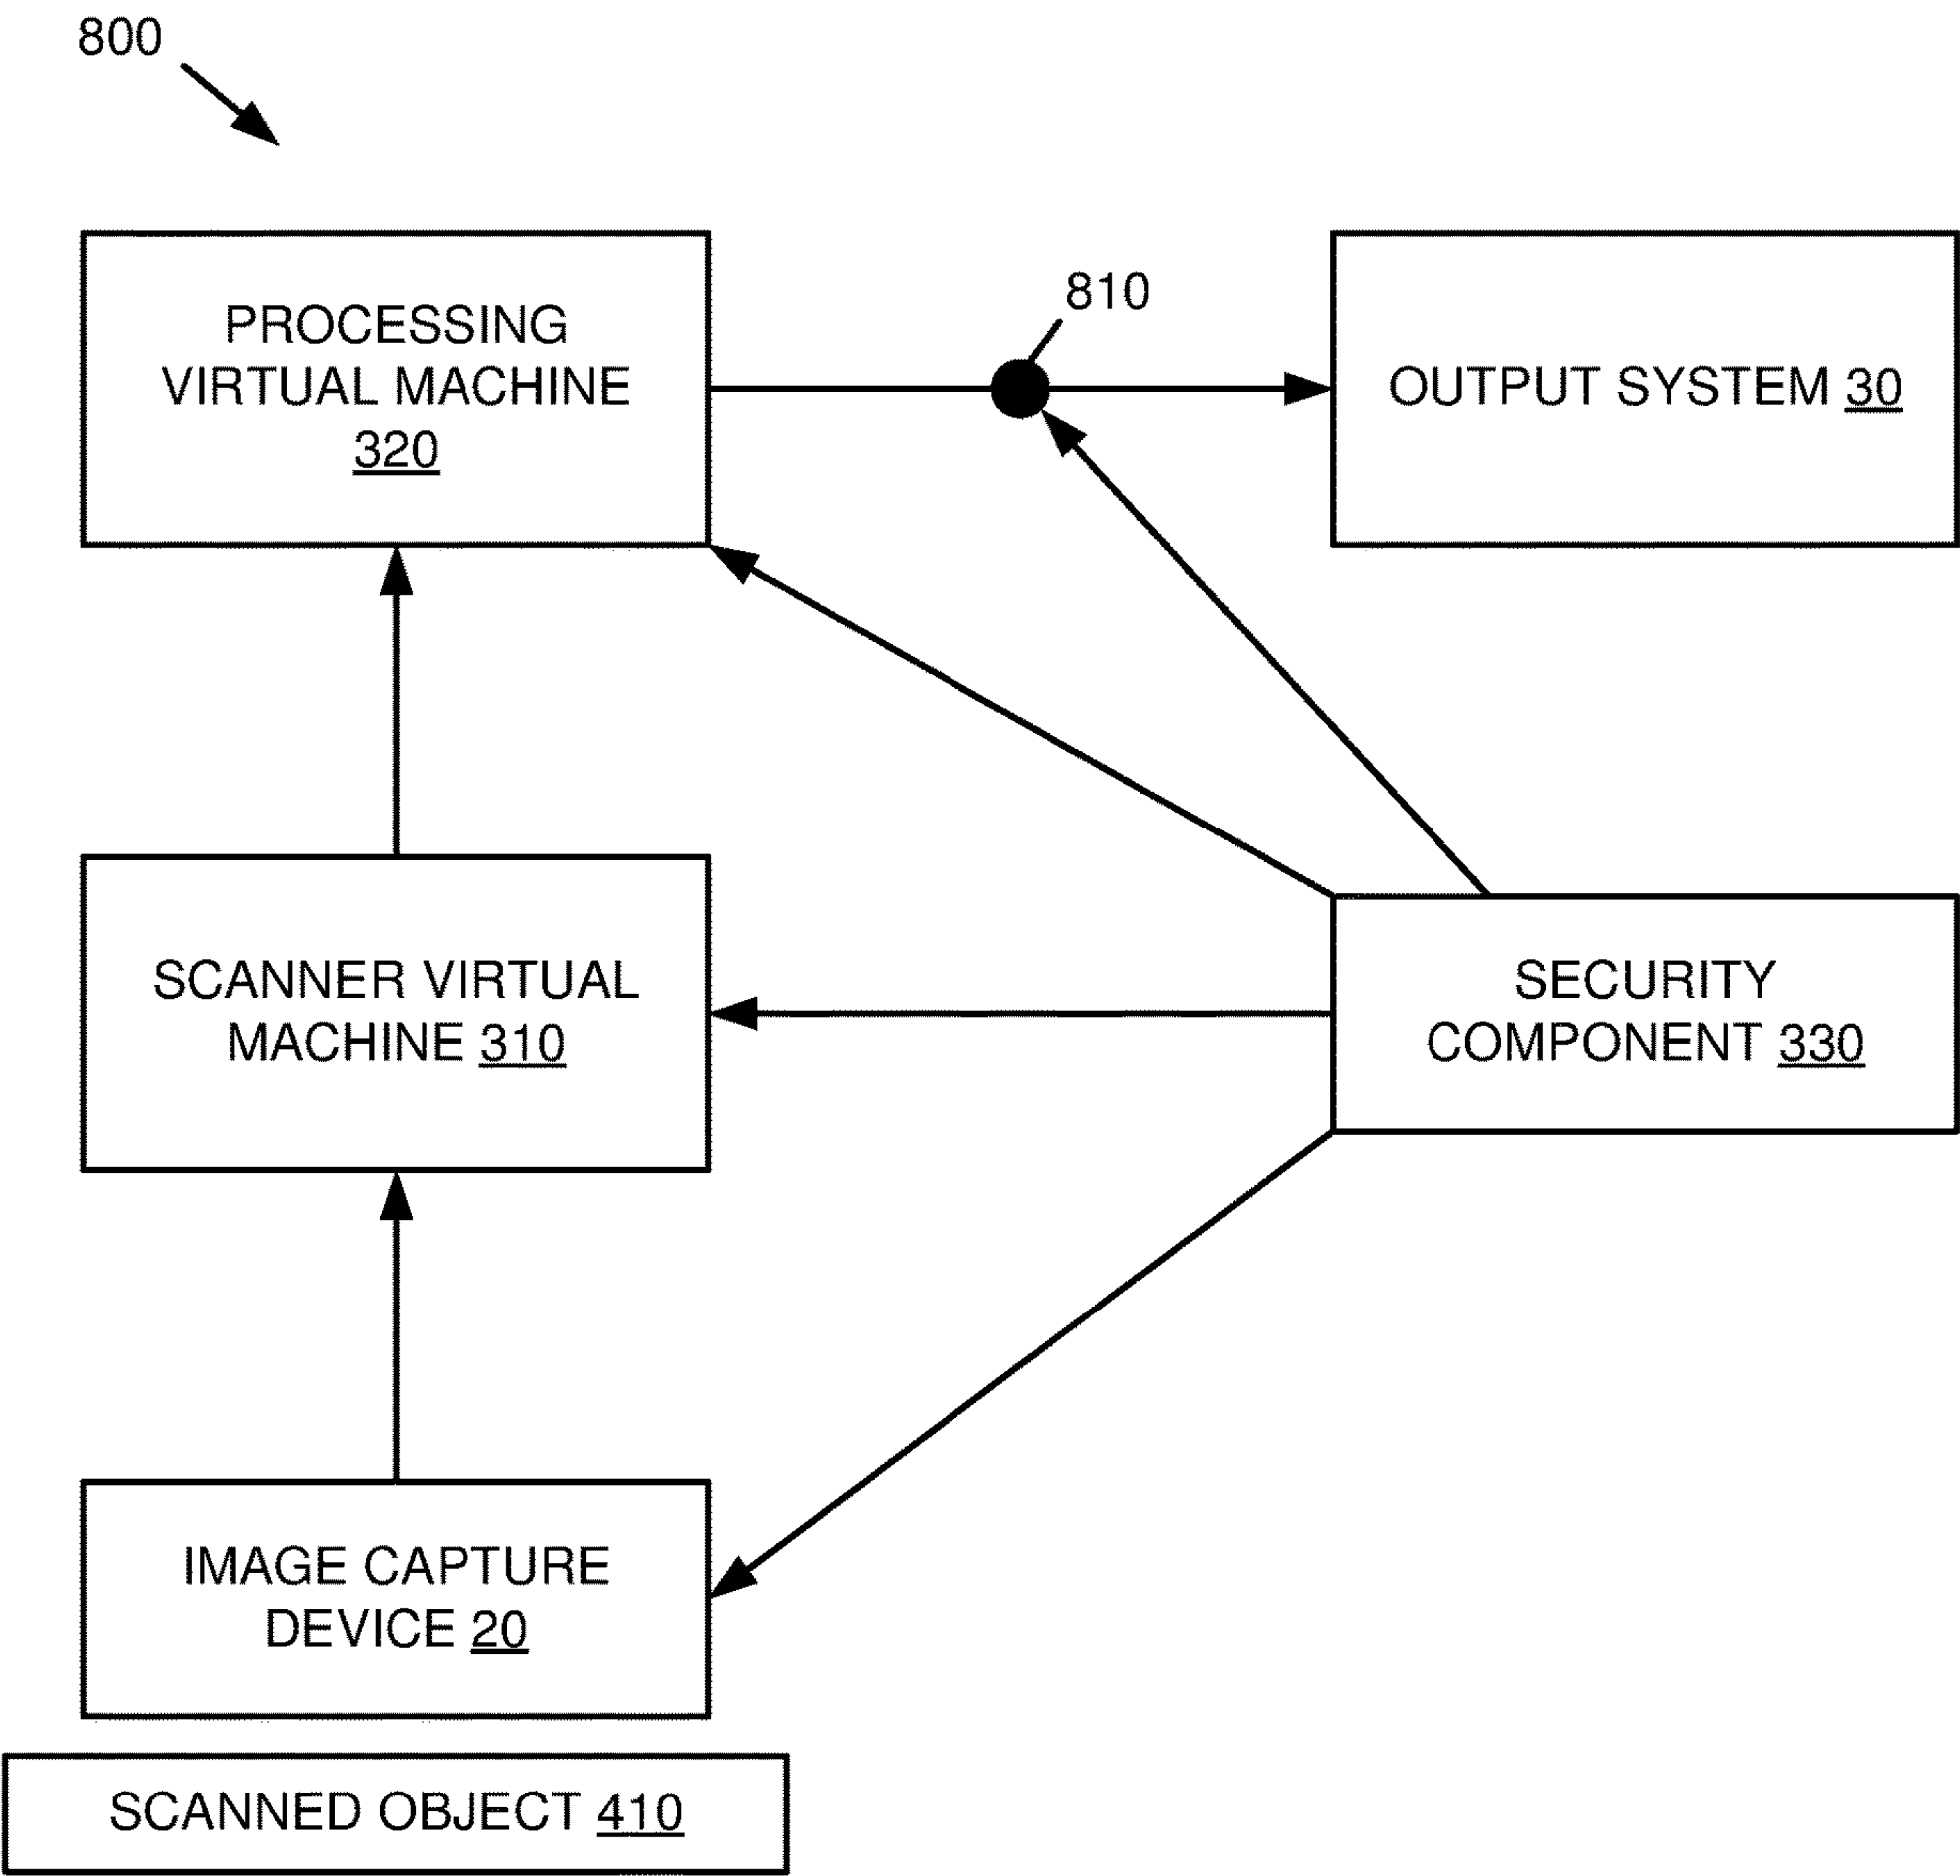 800
PROCESSING
VIRTUAL MACHINE
320
810
OUTPUT SYSTEM 30
SCANNER VIRTUAL
MACHINE 310
SECURITY
COMPONENT 330
IMAGE CAPTURE
DEVICE 20
SCANNED OBJECT 410